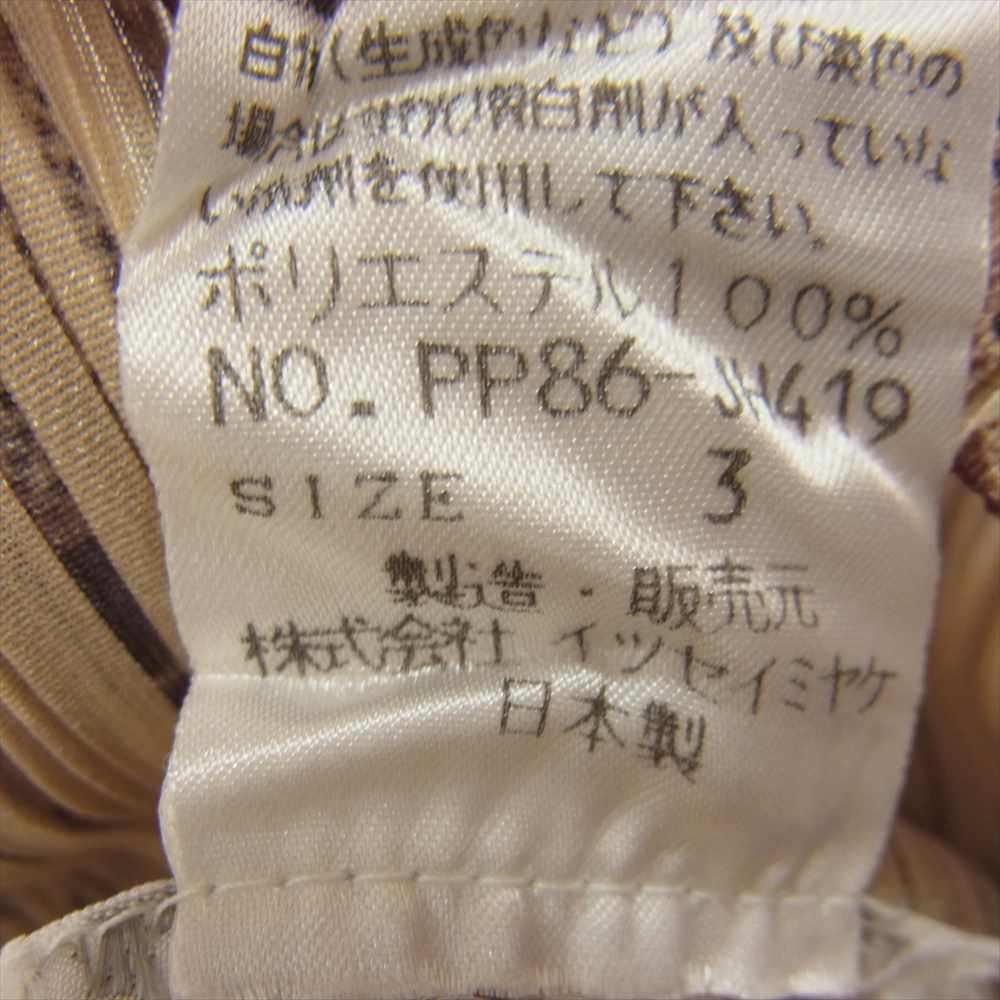 白物(生成色など)及び淡色の
場合は蛍光増白剤が入っていな
い洗剤を使用して下さい。
ポリエステル100%
NO. PP86-JH419
SIZE 3
製造・販売元
株式会社 イッセイミヤケ
日本製